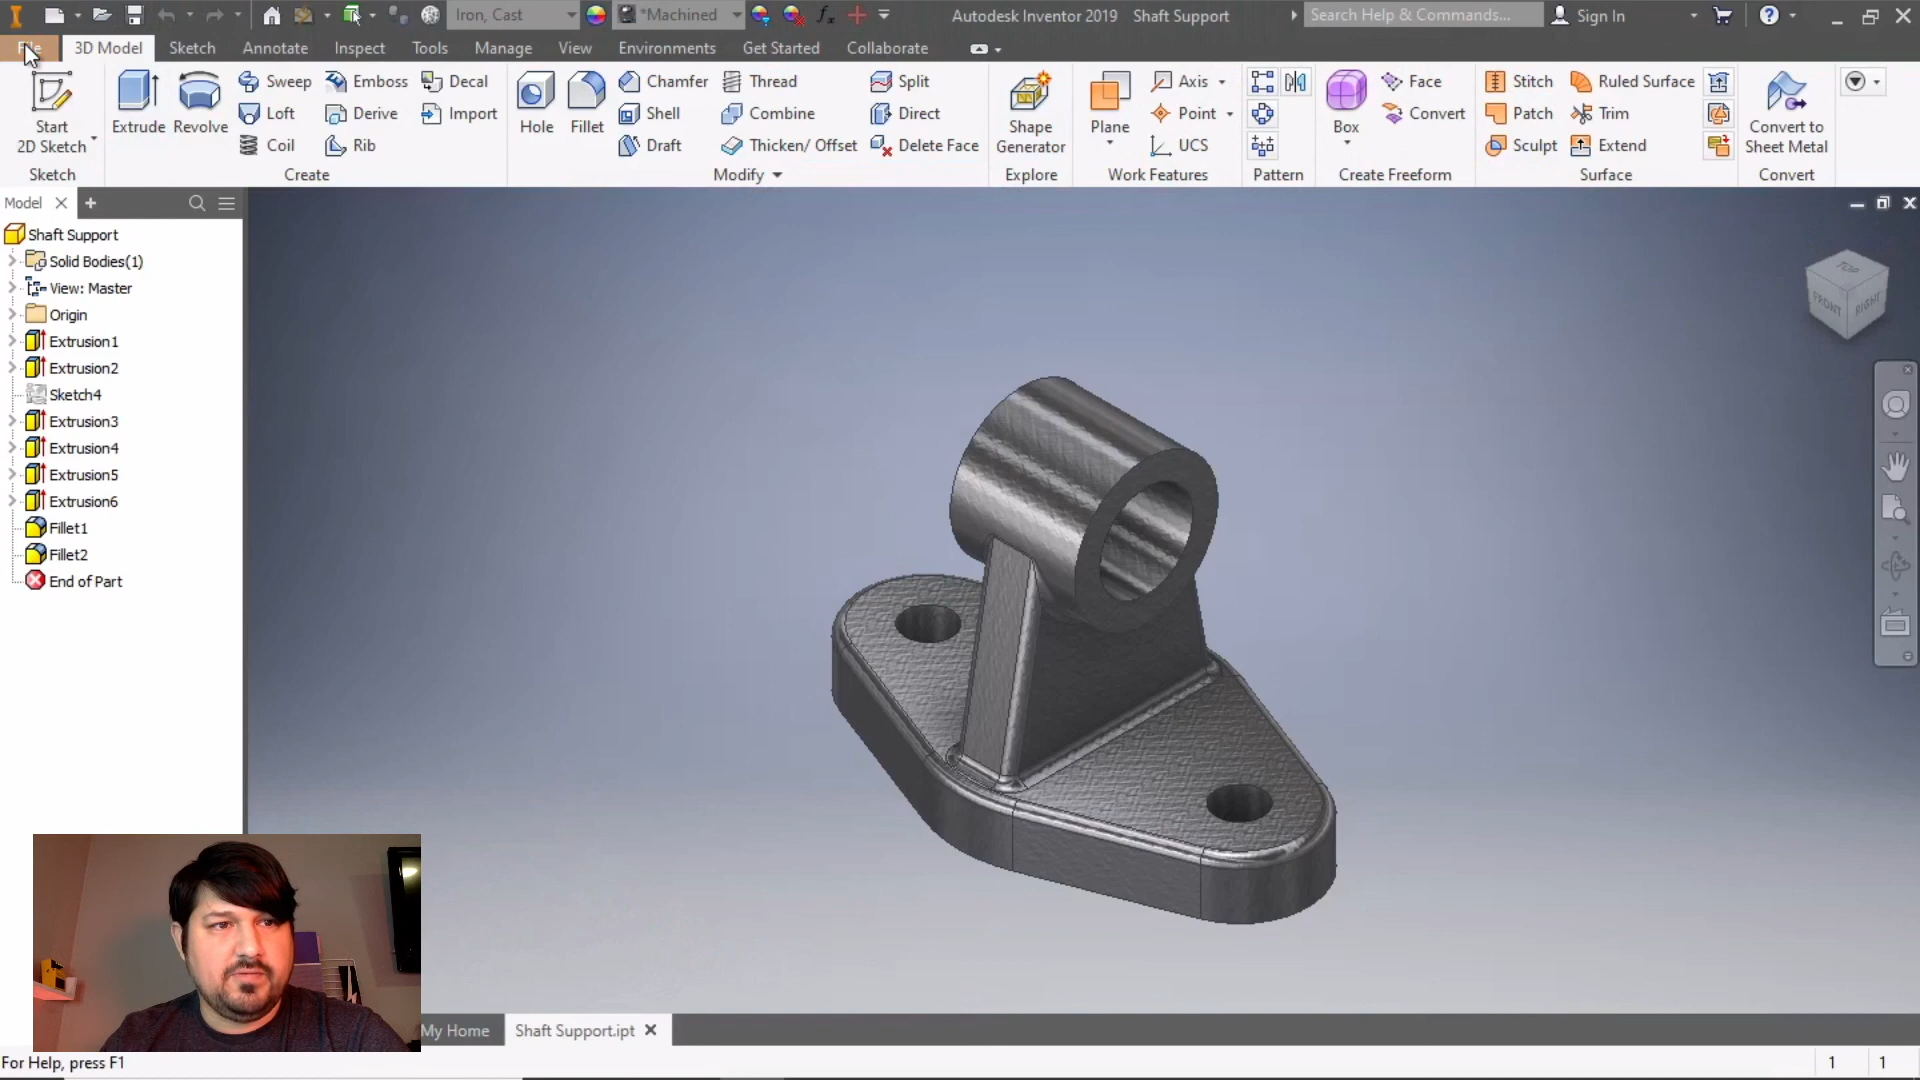 Iron, Cast
*Machined
fx
Autodesk Inventor 2019 Shaft Support
Search Help & Commands...
Sign In
File
3D Model
Sketch
Annotate
Inspect
Tools
Manage
View
Environments
Get Started
Collaborate
Start
2D Sketch
Sketch
Extrude
Revolve
Sweep
Loft
Coil
Emboss
Derive
Rib
Decal
Import
Create
Hole
Fillet
Chamfer
Shell
Draft
Thread
Combine
Thicken/ Offset
Split
Direct
Delete Face
Modify
Shape
Generator
Explore
Plane
Axis
Point
UCS
Work Features
Pattern
Box
Face
Convert
Create Freeform
Stitch
Patch
Sculpt
Ruled Surface
Trim
Extend
Surface
Convert to
Sheet Metal
Convert
Model
Shaft Support
Solid Bodies(1)
View: Master
Origin
Extrusion1
Extrusion2
Sketch4
Extrusion3
Extrusion4
Extrusion5
Extrusion6
Fillet1
Fillet2
End of Part
TOP
FRONT
RIGHT
My Home
Shaft Support.ipt
For Help, press F1
1
1